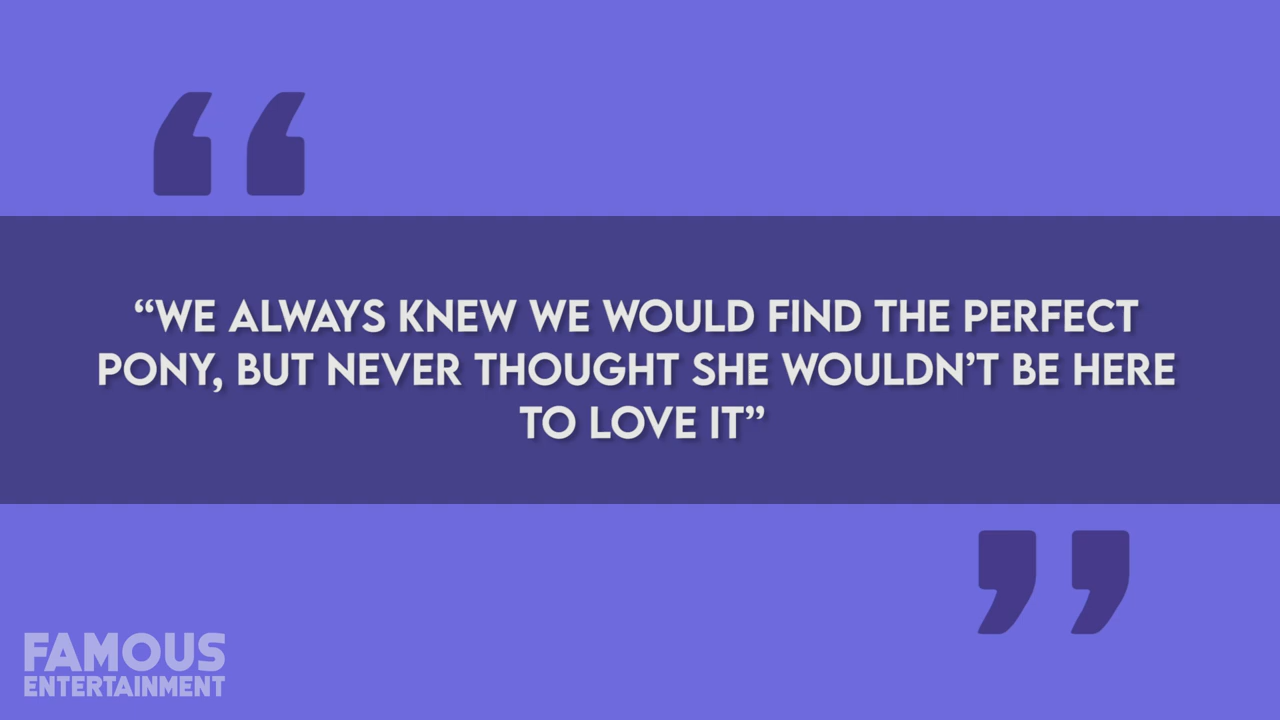 “WE ALWAYS KNEW WE WOULD FIND THE PERFECT
PONY, BUT NEVER THOUGHT SHE WOULDN’T BE HERE
TO LOVE IT”
FAMOUS
ENTERTAINMENT